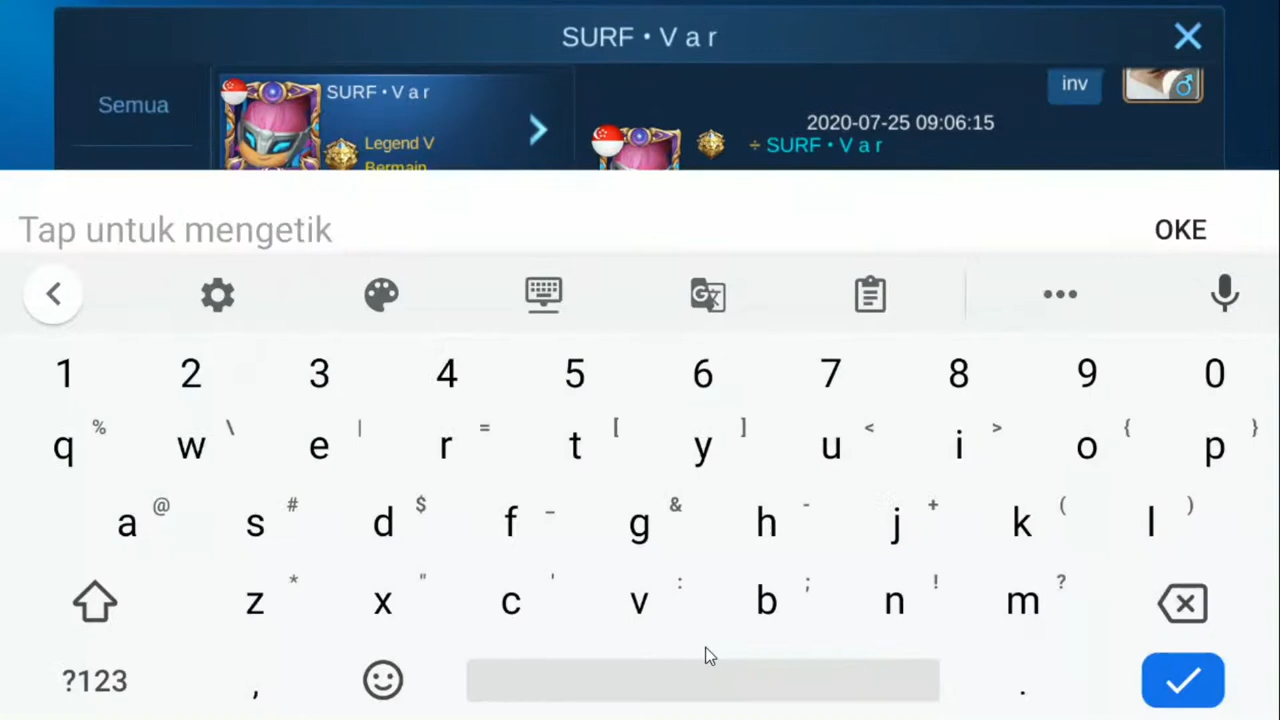 SURF • V a r
Semua
SURF • V a r
Legend V
Bermain
inv
2020-07-25 09:06:15
÷ SURF • V a r
Tap untuk mengetik
OKE
1 2 3 4 5 6 7 8 9 0
q % w \ e | r = t [ y ] u < i > o { p }
a @ s # d $ f _ g & h - j + k ( l )
z * x " c ' v : b ; n ! m ?
?123 , .